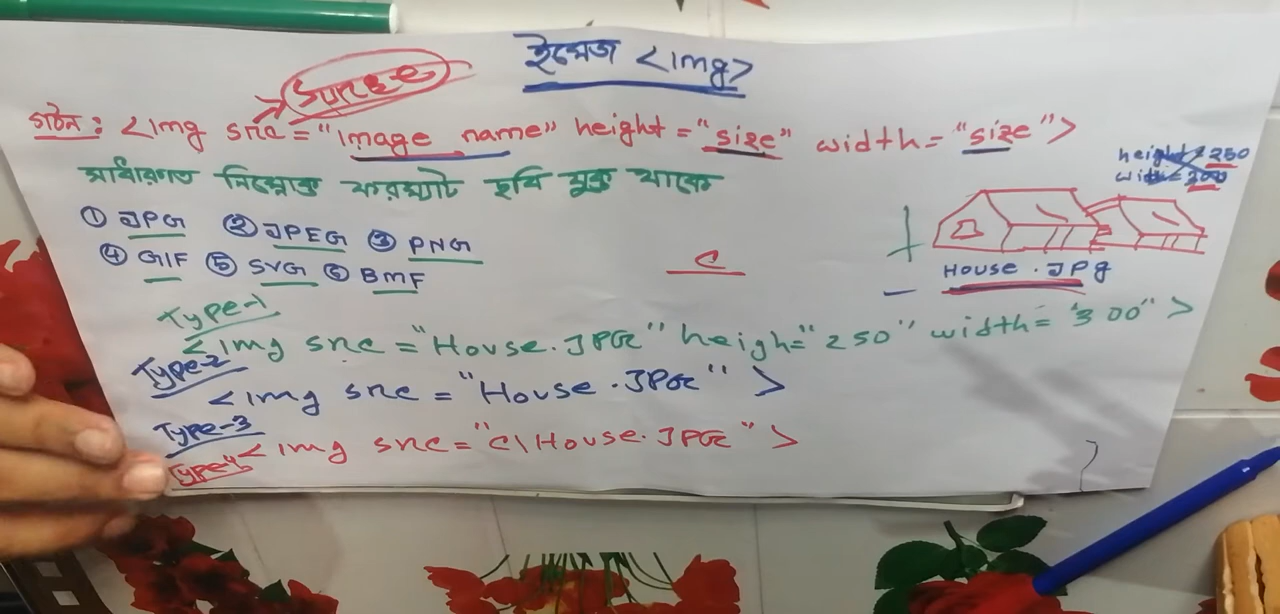 ইমেজ <img>
Source
গঠন: <img src="image name" height="size" width="size">
সাধারণত নিম্নোক্ত ফরম্যাট ছবি যুক্ত থাকে
① JPG ② JPEG ③ PNG
④ GIF ⑤ SVG ⑥ BMF
height = 250
width = 200
C
House.JPg
Type-1
<img src="House.JPG" heigh="250" width="300">
Type-2
<img src="House.JPG">
Type-3
<img src="C\House.JPG">
Type-4